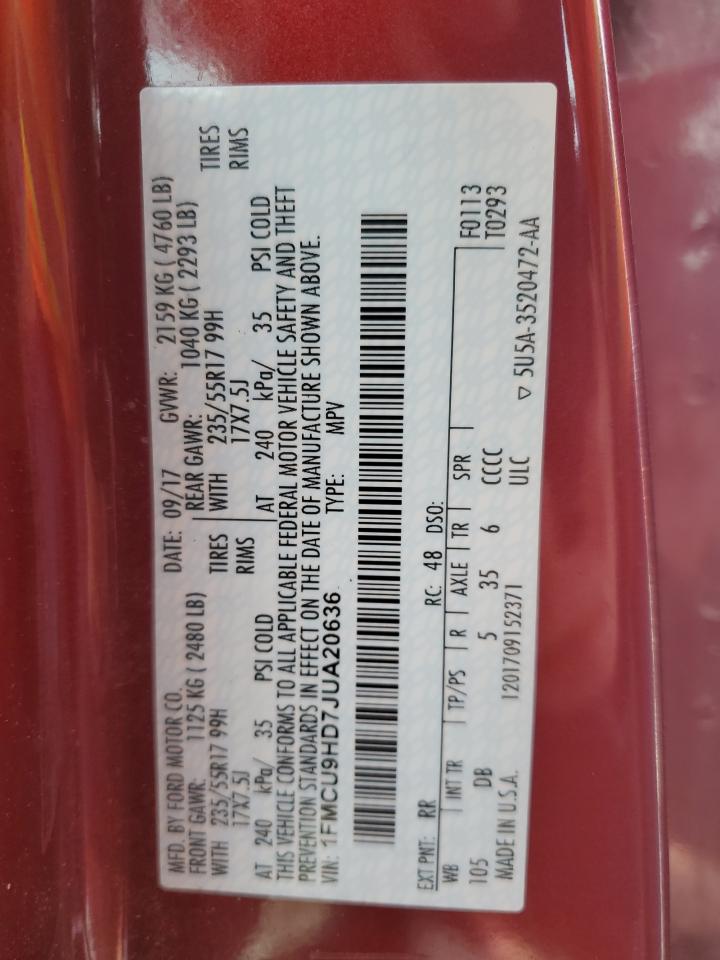 MFD. BY FORD MOTOR CO.
DATE: 09/17 GVWR: 2159 KG ( 4760 LB)
FRONT GAWR: 1125 KG ( 2480 LB) REAR GAWR: 1040 KG ( 2293 LB)
WITH 235/55R17 99H TIRES WITH 235/55R17 99H TIRES
17X7.5J RIMS 17X7.5J RIMS
AT 240 kPa/ 35 PSI COLD AT 240 kPa/ 35 PSI COLD
THIS VEHICLE CONFORMS TO ALL APPLICABLE FEDERAL MOTOR VEHICLE SAFETY AND THEFT
PREVENTION STANDARDS IN EFFECT ON THE DATE OF MANUFACTURE SHOWN ABOVE.
VIN: 1FMCU9HD7JUA20636 TYPE: MPV
EXT PNT: RR RC: 48 DSO:
WB INT TR TP/PS R AXLE TR SPR F0113
105 DB 5 35 6 CCCC T0293
MADE IN U.S.A. 1201709152371 ULC ▽ 5U5A-3520472-AA